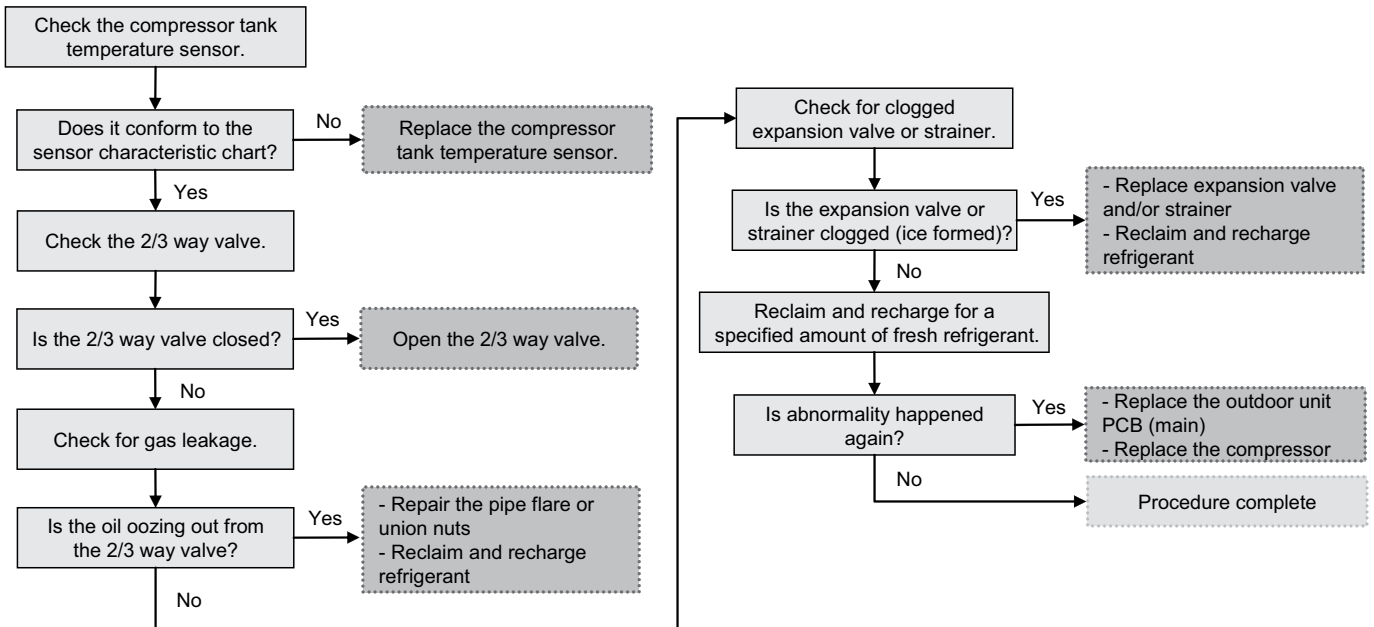 Check the compressor tank
temperature sensor.
Does it conform to the
sensor characteristic chart?
No
Replace the compressor
tank temperature sensor.
Yes
Check the 2/3 way valve.
Is the 2/3 way valve closed?
Yes
Open the 2/3 way valve.
No
Check for gas leakage.
Is the oil oozing out from
the 2/3 way valve?
Yes
- Repair the pipe flare or
union nuts
- Reclaim and recharge
refrigerant
No
Check for clogged
expansion valve or strainer.
Is the expansion valve or
strainer clogged (ice formed)?
Yes
- Replace expansion valve
and/or strainer
- Reclaim and recharge
refrigerant
No
Reclaim and recharge for a
specified amount of fresh refrigerant.
Is abnormality happened
again?
Yes
- Replace the outdoor unit
PCB (main)
- Replace the compressor
No
Procedure complete